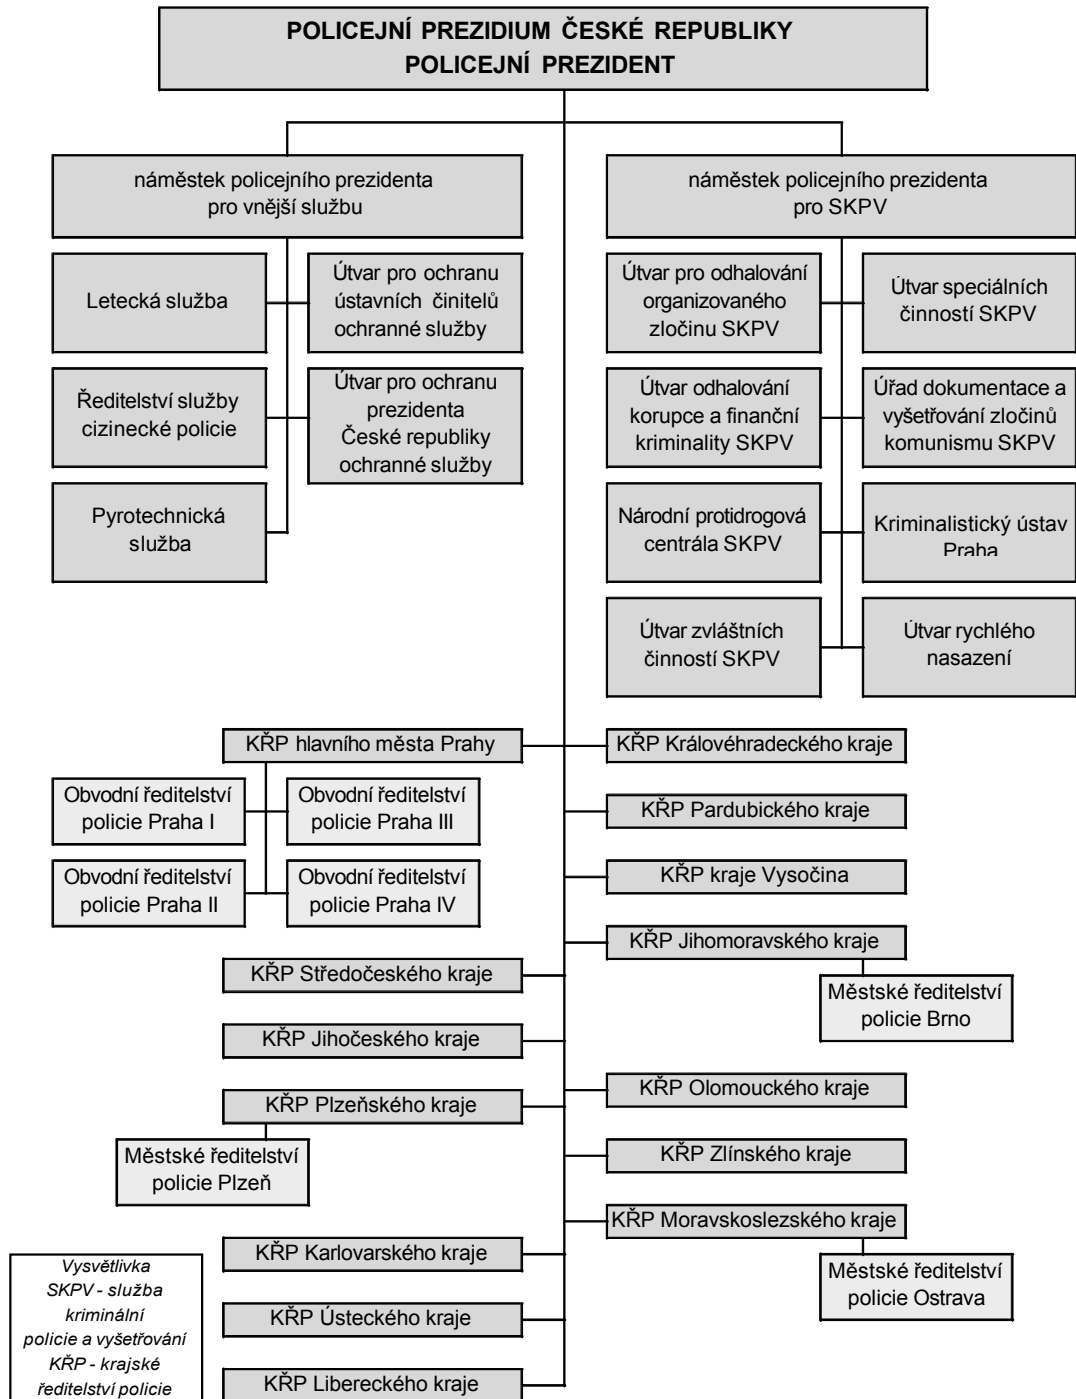 POLICEJNÍ PREZIDIUM ČESKÉ REPUBLIKY
POLICEJNÍ PREZIDENT
náměstek policejního prezidenta
pro vnější službu
náměstek policejního prezidenta
pro SKPV
Letecká služba
Útvar pro ochranu
ústavních činitelů
ochranné služby
Útvar pro odhalování
organizovaného
zločinu SKPV
Útvar speciálních
činností SKPV
Ředitelství služby
cizinecké policie
Útvar pro ochranu
prezidenta
České republiky
ochranné služby
Útvar odhalování
korupce a finanční
kriminality SKPV
Úřad dokumentace a
vyšetřování zločinů
komunismu SKPV
Pyrotechnická
služba
Národní protidrogová
centrála SKPV
Kriminalistický ústav
Praha
Útvar zvláštních
činností SKPV
Útvar rychlého
nasazení
KŘP hlavního města Prahy
KŘP Královéhradeckého kraje
Obvodní ředitelství
policie Praha I
Obvodní ředitelství
policie Praha III
KŘP Pardubického kraje
Obvodní ředitelství
policie Praha II
Obvodní ředitelství
policie Praha IV
KŘP kraje Vysočina
KŘP Jihomoravského kraje
KŘP Středočeského kraje
Městské ředitelství
policie Brno
KŘP Jihočeského kraje
KŘP Olomouckého kraje
KŘP Plzeňského kraje
Městské ředitelství
policie Plzeň
KŘP Zlínského kraje
KŘP Moravskoslezského kraje
KŘP Karlovarského kraje
Městské ředitelství
policie Ostrava
KŘP Ústeckého kraje
KŘP Libereckého kraje
Vysvětlivka
SKPV - služba
kriminální
policie a vyšetřování
KŘP - krajské
ředitelství policie